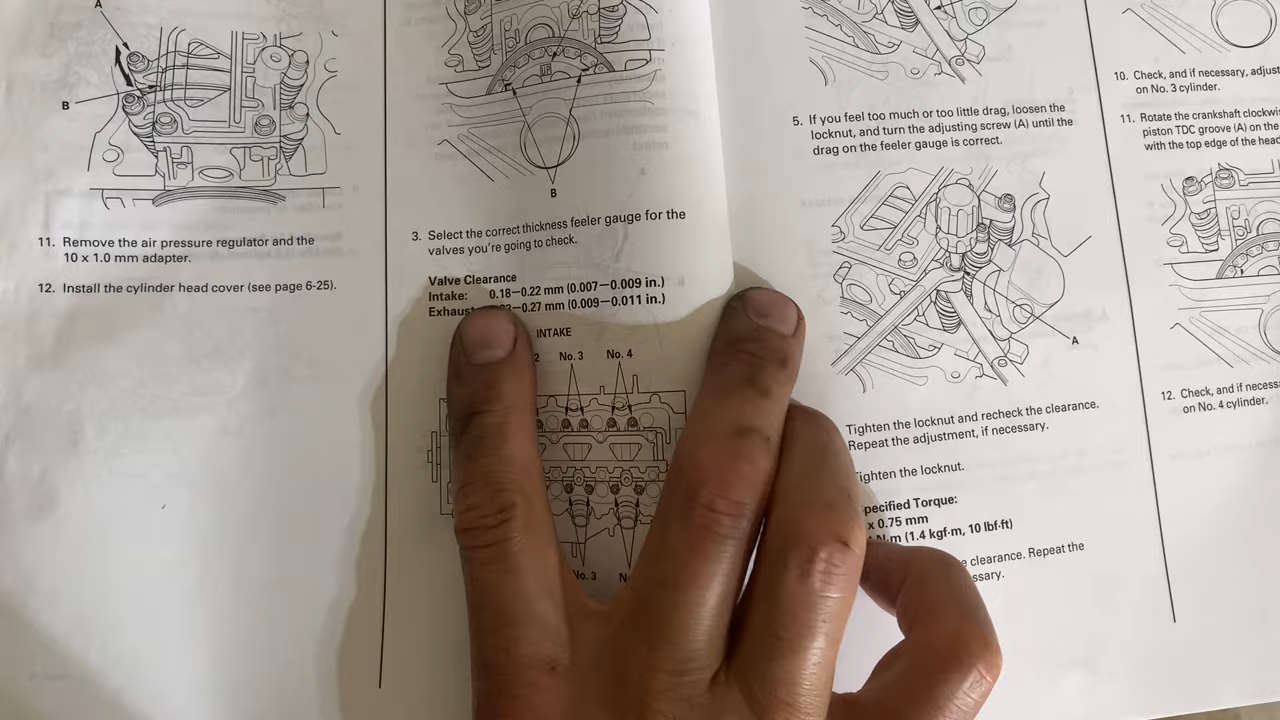 A
B
11. Remove the air pressure regulator and the
10 x 1.0 mm adapter.
12. Install the cylinder head cover (see page 6-25).
B
3. Select the correct thickness feeler gauge for the
valves you're going to check.
Valve Clearance
Intake: 0.18—0.22 mm (0.007—0.009 in.)
Exhaust —0.27 mm (0.009—0.011 in.)
INTAKE
2 No. 3 No. 4
No. 3
5. If you feel too much or too little drag, loosen the
locknut, and turn the adjusting screw (A) until the
drag on the feeler gauge is correct.
A
Tighten the locknut and recheck the clearance.
Repeat the adjustment, if necessary.
Tighten the locknut.
pecified Torque:
x 0.75 mm
N·m (1.4 kgf·m, 10 lbf·ft)
clearance. Repeat the
ssary.
10. Check, and if necessary, adjust
on No. 3 cylinder.
11. Rotate the crankshaft clockwis
piston TDC groove (A) on the
with the top edge of the head
12. Check, and if necess
on No. 4 cylinder.